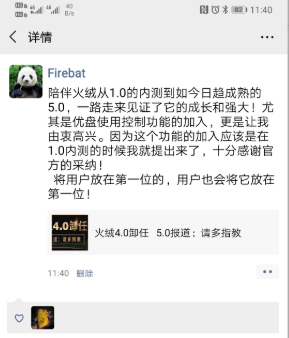 40
B/s
11:40
详情
Firebat
陪伴火绒从1.0的内测到如今日趋成熟的
5.0，一路走来见证了它的成长和强大！尤
其是优盘使用控制功能的加入，更是让我
由衷高兴。因为这个功能的加入应该是在
1.0内测的时候我就提出来了，十分感谢官
方的采纳！
将用户放在第一位的，用户也会将它放在
第一位！
4.0卸任
火绒4.0卸任 5.0报道：请多指教
11:40 删除